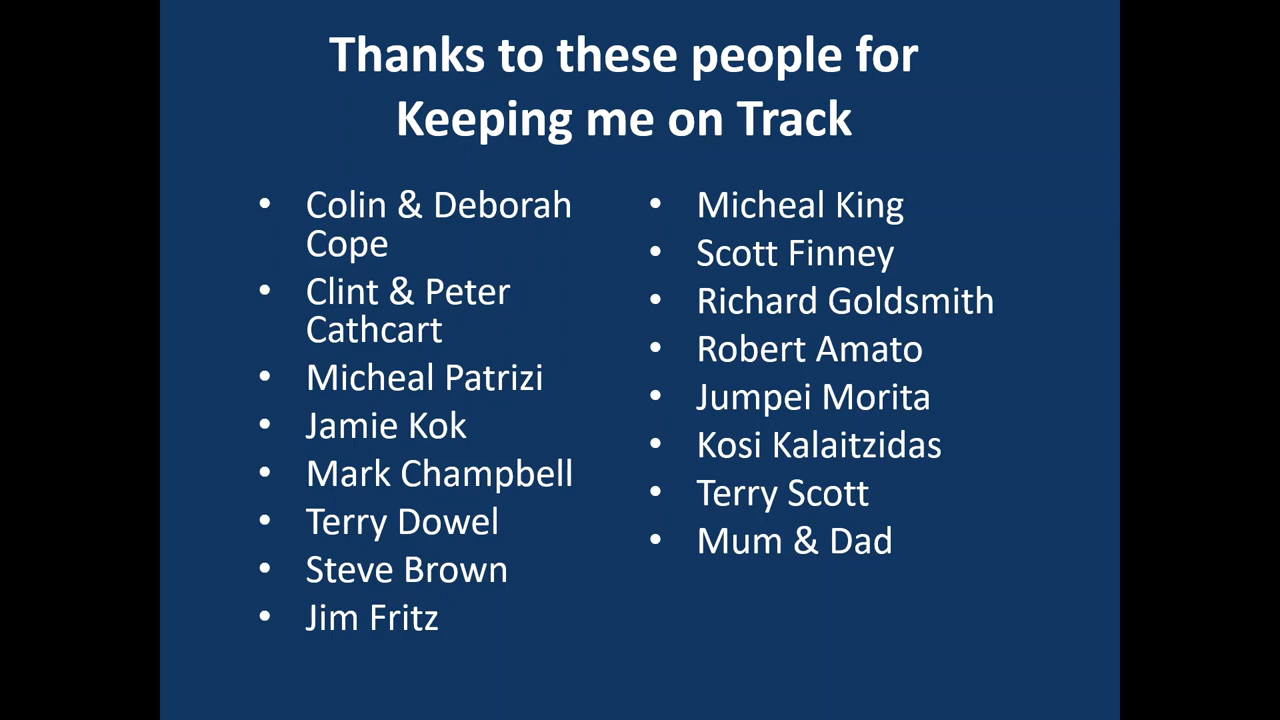 Thanks to these people for
Keeping me on Track
• Colin & Deborah
Cope
• Clint & Peter
Cathcart
• Micheal Patrizi
• Jamie Kok
• Mark Champbell
• Terry Dowel
• Steve Brown
• Jim Fritz
• Micheal King
• Scott Finney
• Richard Goldsmith
• Robert Amato
• Jumpei Morita
• Kosi Kalaitzidas
• Terry Scott
• Mum & Dad